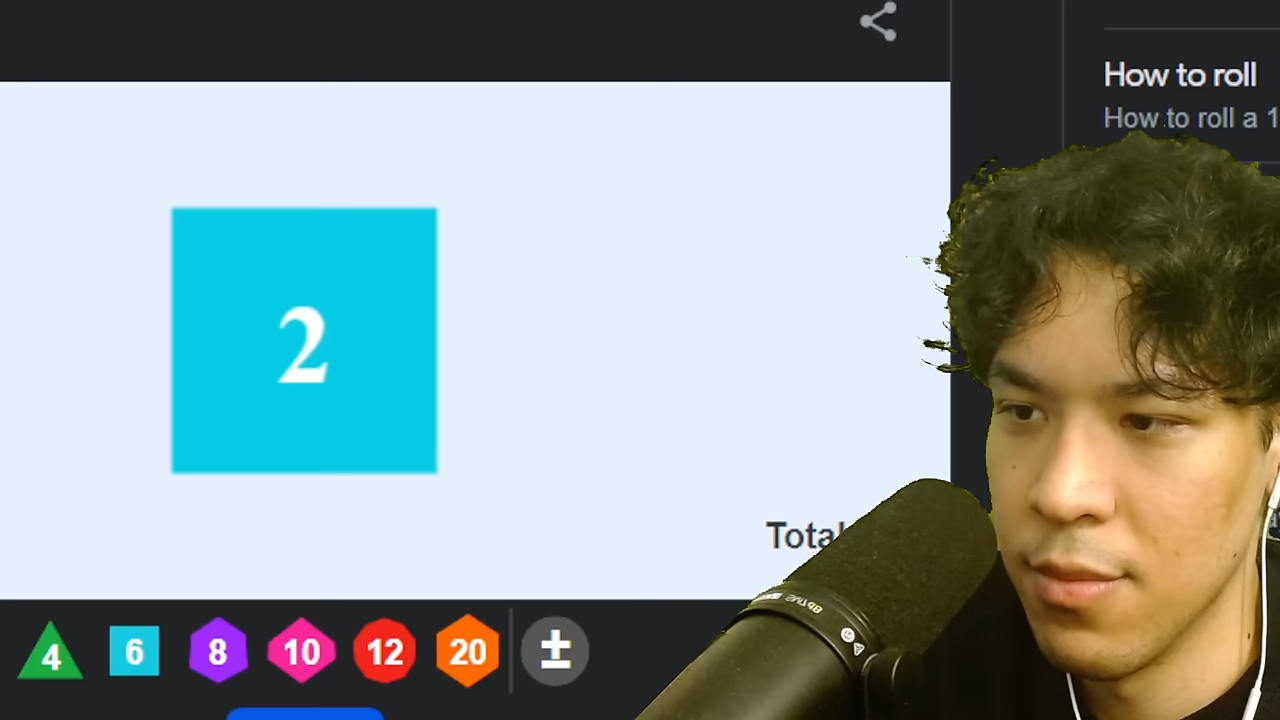 How to roll
How to roll a 1
2
Total
4 6 8 10 12 20 ±